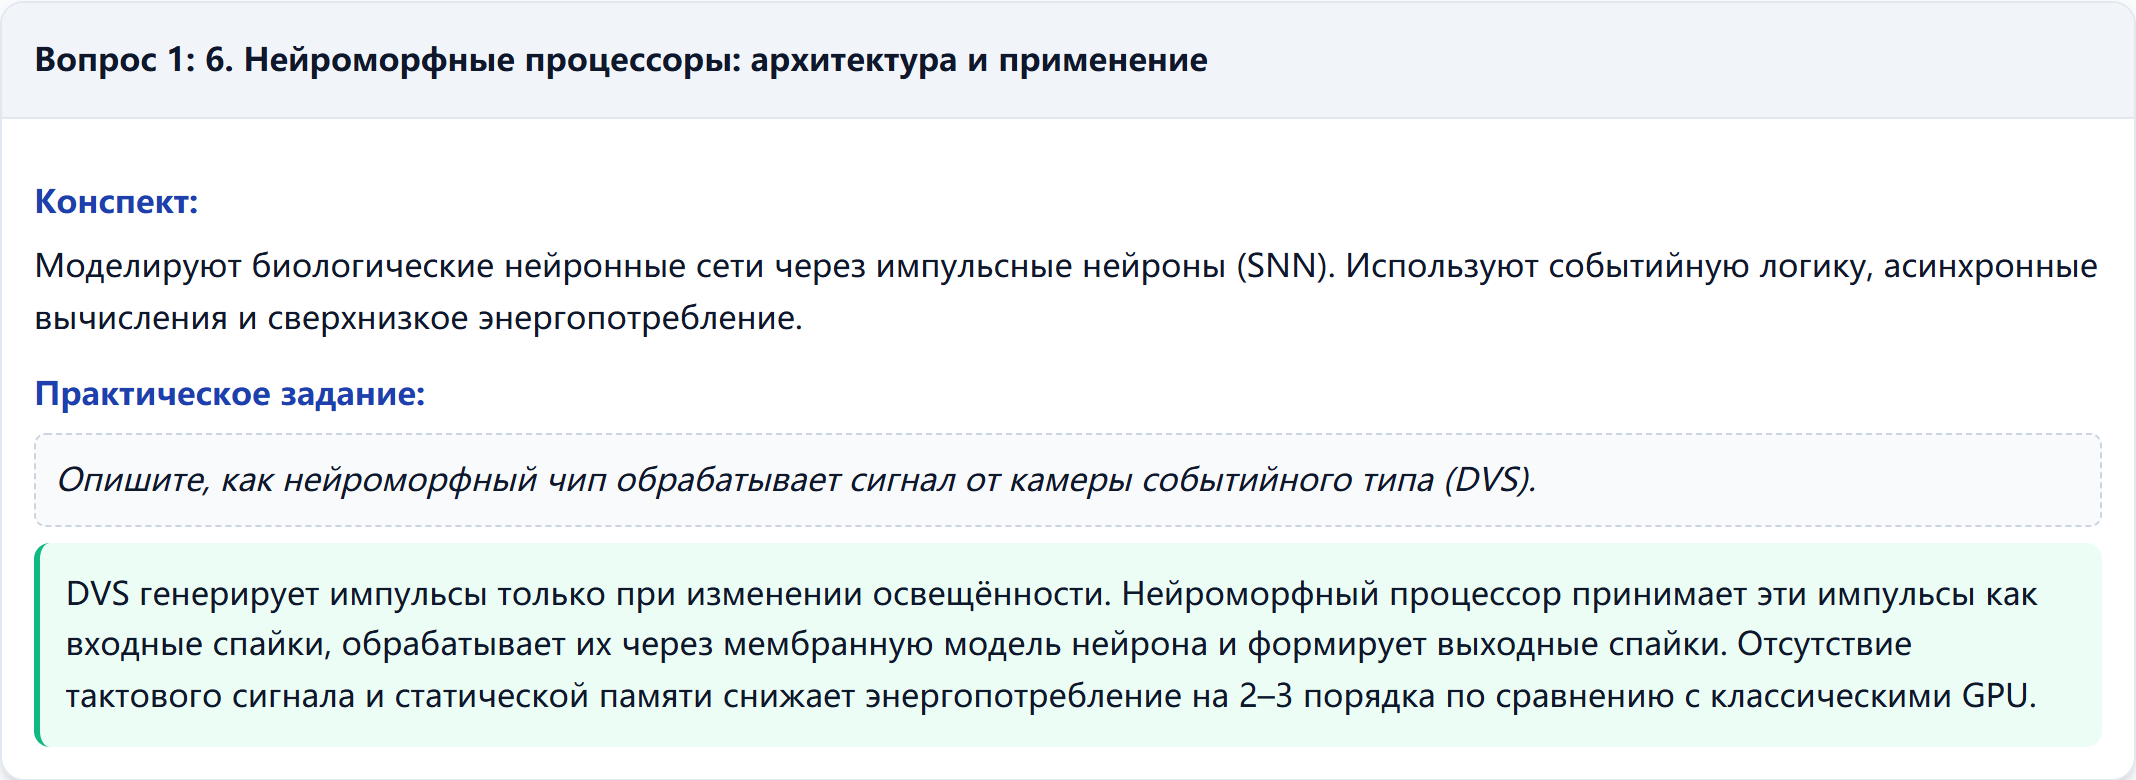 Вопрос 1: 6. Нейроморфные процессоры: архитектура и применение
Конспект:
Моделируют биологические нейронные сети через импульсные нейроны (SNN). Используют событийную логику, асинхронные
вычисления и сверхнизкое энергопотребление.
Практическое задание:
Опишите, как нейроморфный чип обрабатывает сигнал от камеры событийного типа (DVS).
DVS генерирует импульсы только при изменении освещённости. Нейроморфный процессор принимает эти импульсы как
входные спайки, обрабатывает их через мембранную модель нейрона и формирует выходные спайки. Отсутствие
тактового сигнала и статической памяти снижает энергопотребление на 2–3 порядка по сравнению с классическими GPU.